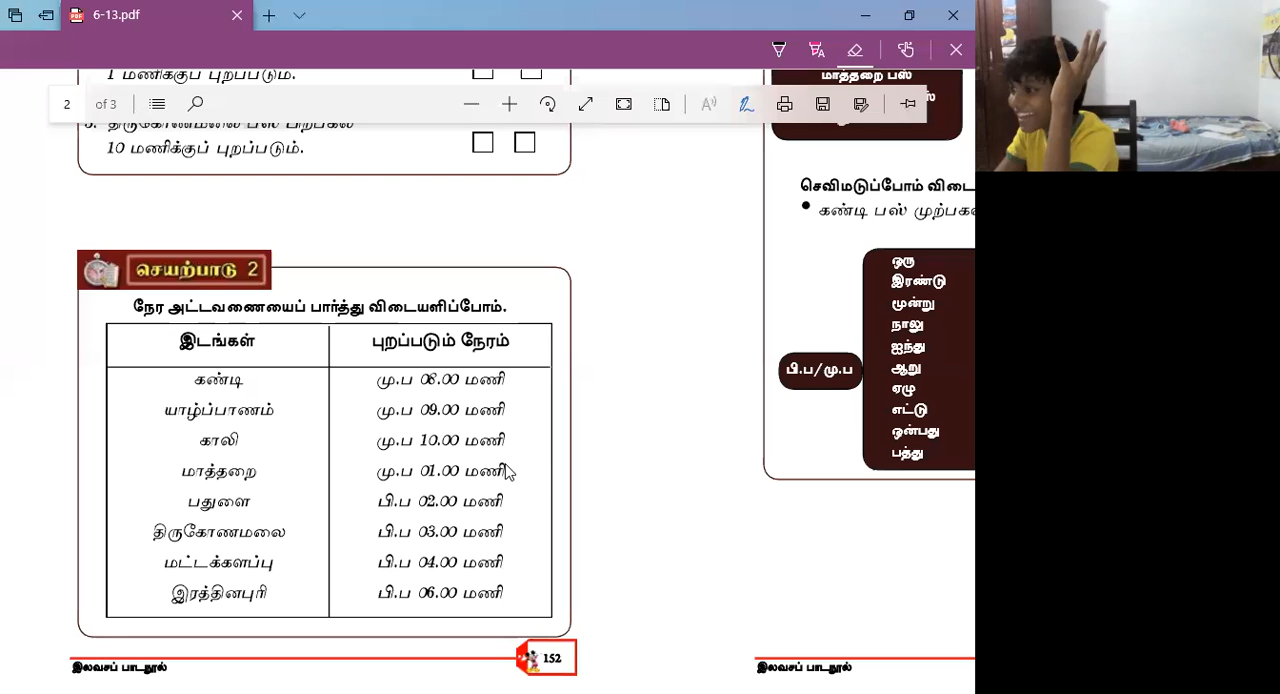 6-13.pdf
2 of 3
1 மணிக்குப் புறப்படும்.
10 மணிக்குப் புறப்படும்.
செயற்பாடு 2
நேர அட்டவணையைப் பார்த்து விடையளிப்போம்.
இடங்கள் புறப்படும் நேரம்
கண்டி மு.ப 08.00 மணி
யாழ்ப்பாணம் மு.ப 09.00 மணி
காலி மு.ப 10.00 மணி
மாத்தறை மு.ப 01.00 மணி
பதுளை பி.ப 02.00 மணி
திருகோணமலை பி.ப 03.00 மணி
மட்டக்களப்பு பி.ப 04.00 மணி
இரத்தினபுரி பி.ப 06.00 மணி
இலவசப் பாடநூல்
152
மாத்தறை பஸ்
செவிமடுப்போம் விடை
கண்டி பஸ் முற்பகல்
பி.ப/மு.ப
ஒரு
இரண்டு
மூன்று
நாலு
ஐந்து
ஆறு
ஏழு
எட்டு
ஒன்பது
பத்து
இலவசப் பாடநூல்